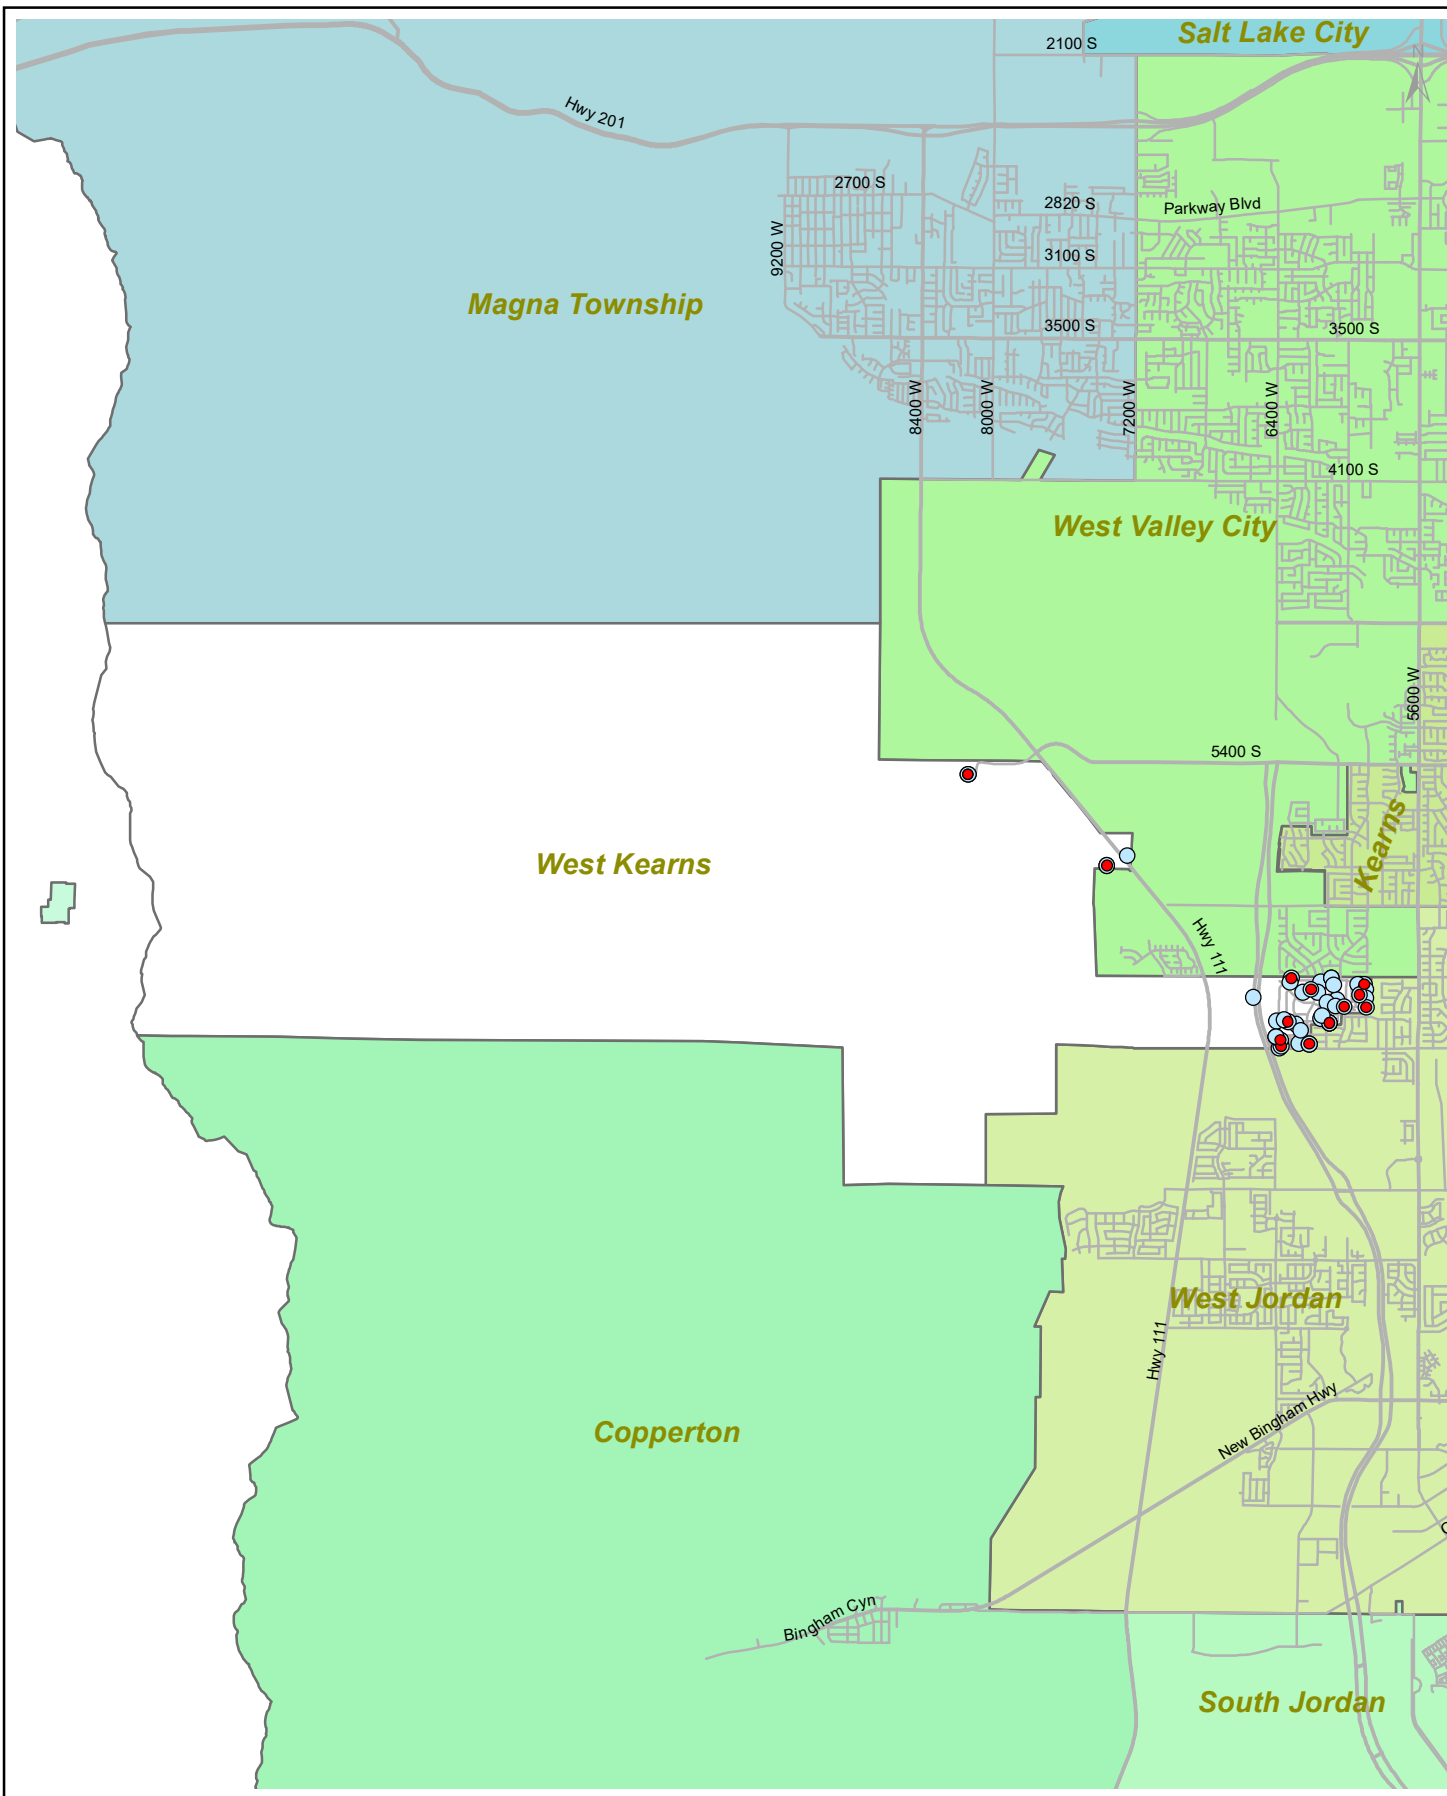 Salt Lake City
2100 S
N
Hwy 201
2700 S
2820 S
Parkway Blvd
9200 W
3100 S
Magna Township
3500 S
3500 S
8400 W
8000 W
7200 W
6400 W
4100 S
West Valley City
5600 W
5400 S
Kearns
West Kearns
Hwy 111
West Jordan
Hwy 111
New Bingham Hwy
Copperton
Bingham Cyn
South Jordan